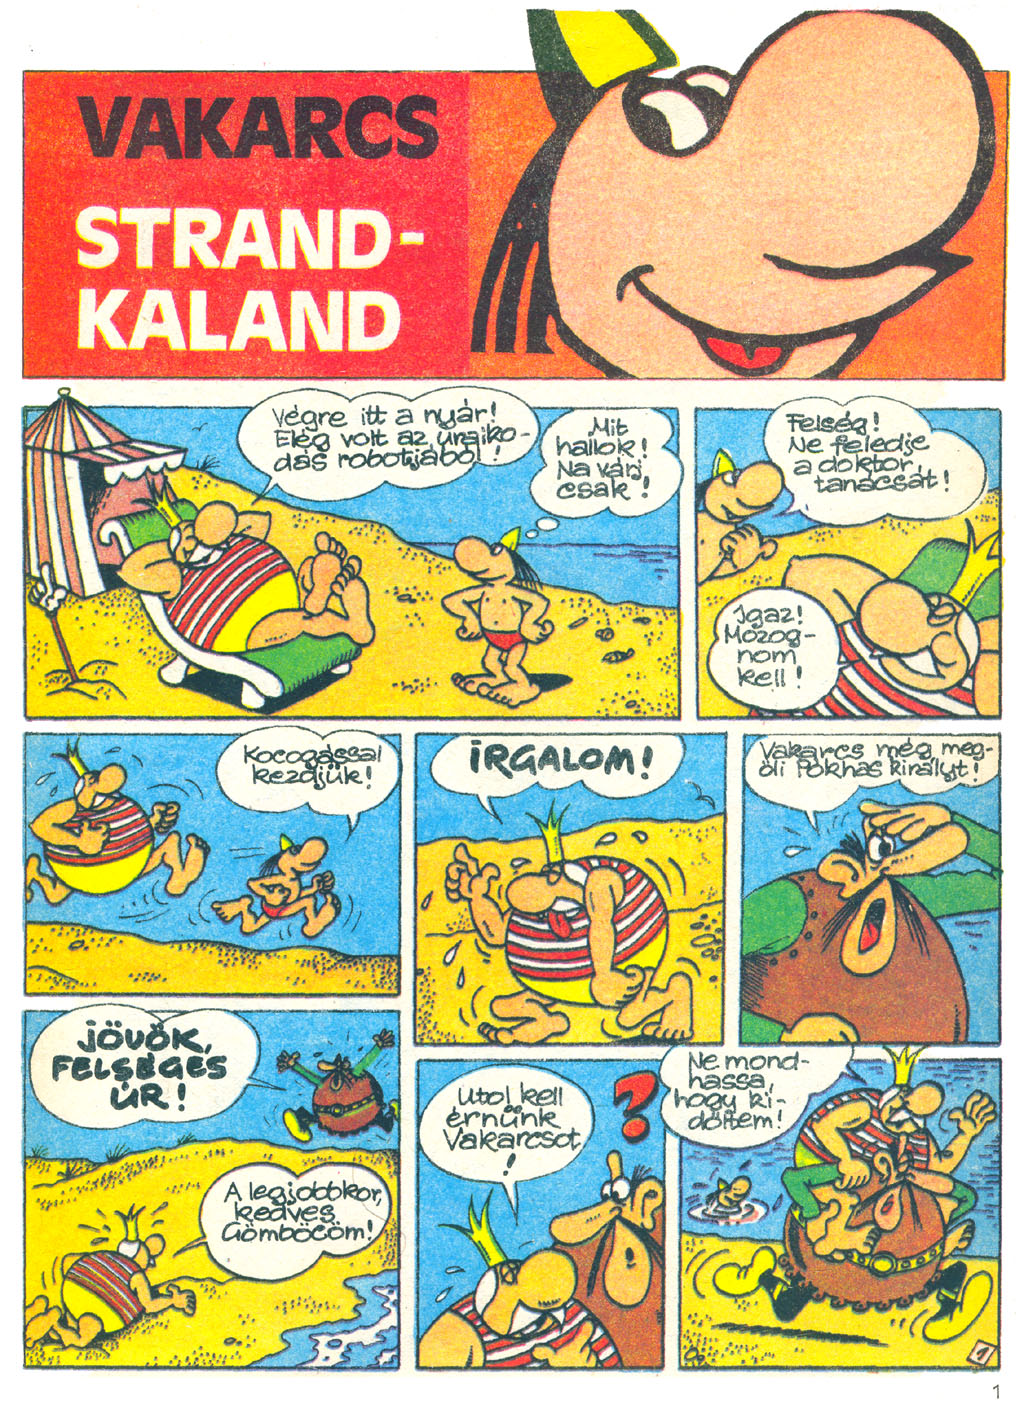 VAKARCS
STRAND-
KALAND
Végre itt a nyár!
Elég volt az uralko-
dás robotjából!
Mit
hallok!
Na várj
csak!
Felség!
Ne feledje
a doktor
tanácsát!
Igaz!
Mozog-
nom
kell!
Kocogással
kezdjük!
IRGALOM!
Vakarcs még meg-
öli Pókhas királyt!
JÖVÖK,
FELSÉGES
ÚR!
A legjobbkor,
kedves
Gömböcöm!
Utol kell
érnünk
Vakarcsot
!
?
Ne mond-
hassa,
hogy ki-
dőltem!
1
1